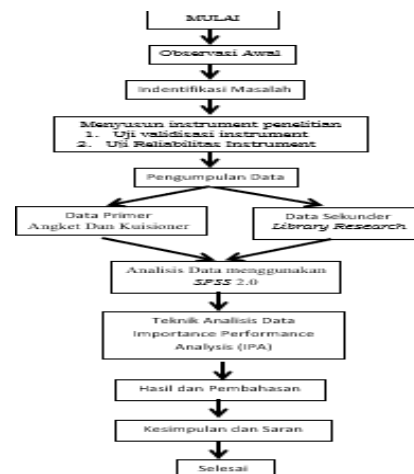 MULAI
Observasi Awal
Indentifikasi Masalah
Menyusun instrument penelitian
1. Uji validisasi instrument
2. Uji Reliabilitas Instrument
Pengumpulan Data
Data Primer
Angket Dan Kuisioner
Data Sekunder
Library Research
Analisis Data menggunakan
SPSS 2.0
Teknik Analisis Data
Importance Performance
Analysis (IPA)
Hasil dan Pembahasan
Kesimpulan dan Saran
Selesai